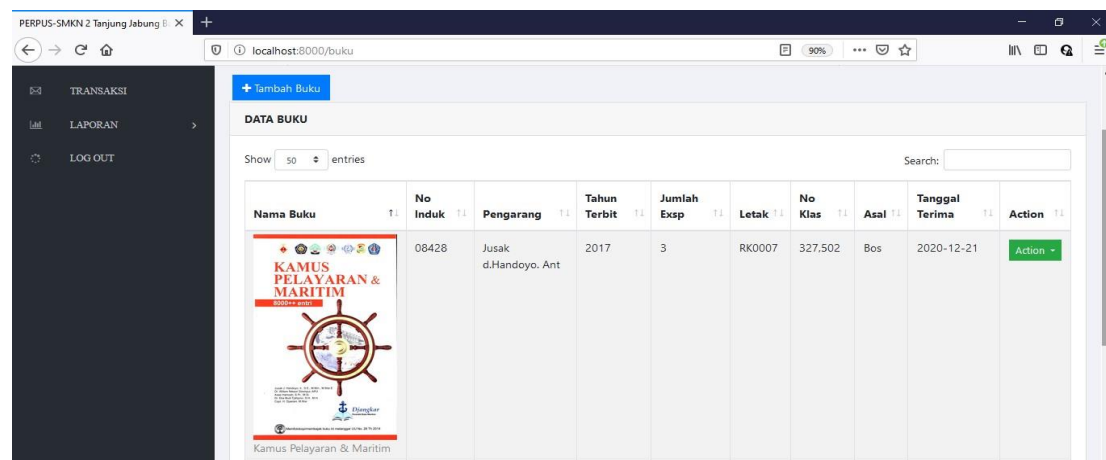 PERPUS-SMKN 2 Tanjung Jabung B
localhost:8000/buku
90%
TRANSAKSI
LAPORAN
LOG OUT
+ Tambah Buku
DATA BUKU
Show 50 entries
Search:
Nama Buku No Induk Pengarang Tahun Terbit Jumlah Exsp Letak No Klas Asal Tanggal Terima Action
08428 Jusak d.Handoyo. Ant 2017 3 RK0007 327,502 Bos 2020-12-21 Action
KAMUS
PELAYARAN &
MARITIM
8000++ entri
Djangkar
Kamus Pelayaran & Maritim